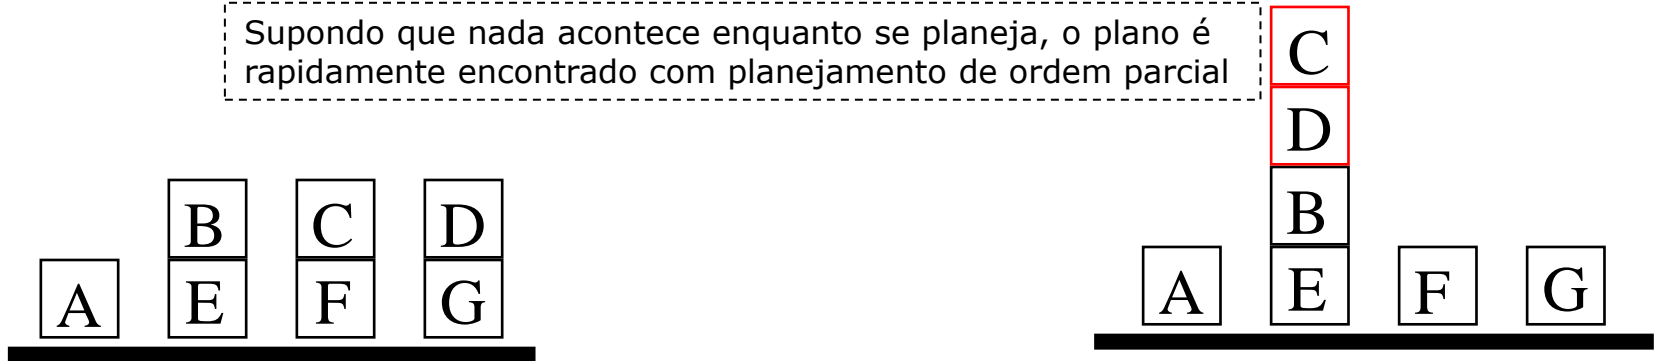 Supondo que nada acontece enquanto se planeja, o plano é
rapidamente encontrado com planejamento de ordem parcial
B C D
A E F G
C
D
B
A E F G